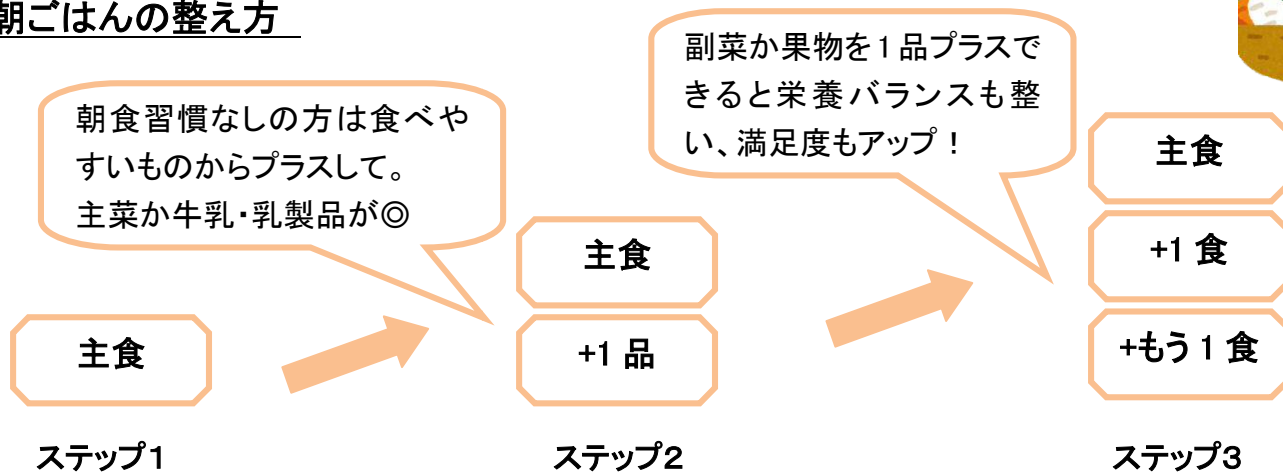 朝ごはんの整え方
朝食習慣なしの方は食べや
すいものからプラスして。
主菜か牛乳・乳製品が◎
副菜か果物を1品プラスで
きると栄養バランスも整
い、満足度もアップ！
主食
ステップ1
主食
+1 品
ステップ2
主食
+1 食
+もう 1 食
ステップ3